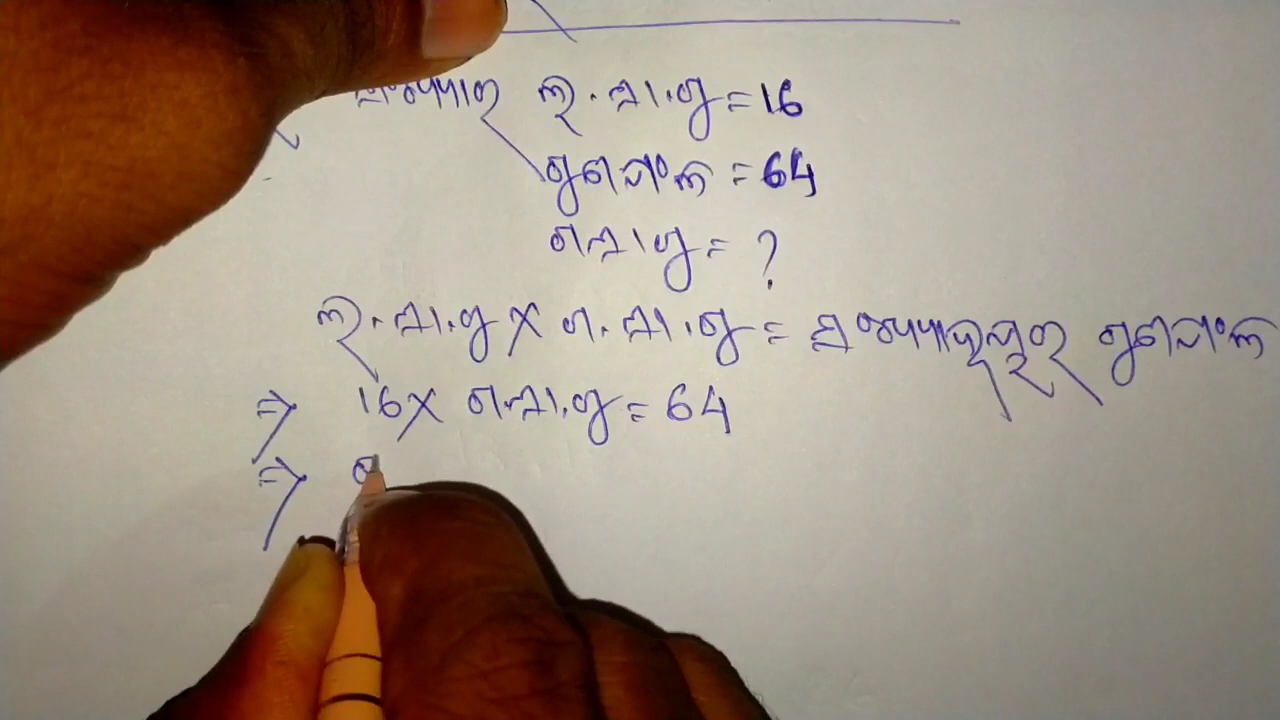 ସଂଖ୍ୟାର ଲ.ସା.ଗୁ = 16
ଗୁଣଫଳ = 64
ଗ.ସା.ଗୁ = ?
ଲ.ସା.ଗୁ X ଗ.ସା.ଗୁ = ସଂଖ୍ୟାଦ୍ୱୟର ଗୁଣଫଳ
⇒ 16 X ଗ.ସା.ଗୁ = 64
⇒ ଗ